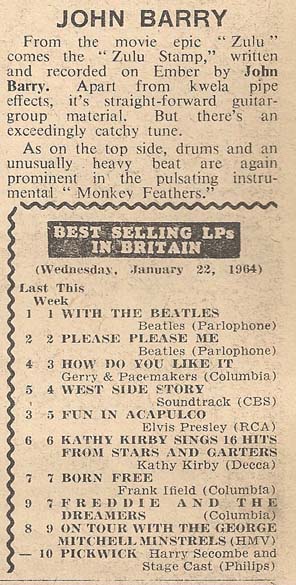 JOHN BARRY
From the movie epic "Zulu"
comes the "Zulu Stamp," written
and recorded on Ember by John
Barry. Apart from kwela pipe
effects, it's straight-forward guitar-
group material. But there's an
exceedingly catchy tune.
As on the top side, drums and an
unusually heavy beat are again
prominent in the pulsating instru-
mental "Monkey Feathers."
BEST SELLING LPs
IN BRITAIN
(Wednesday, January 22, 1964)
Last This
Week
1 1 WITH THE BEATLES
Beatles (Parlophone)
2 2 PLEASE PLEASE ME
Beatles (Parlophone)
4 3 HOW DO YOU LIKE IT
Gerry & Pacemakers (Columbia)
5 4 WEST SIDE STORY
Soundtrack (CBS)
3 5 FUN IN ACAPULCO
Elvis Presley (RCA)
6 6 KATHY KIRBY SINGS 16 HITS
FROM STARS AND GARTERS
Kathy Kirby (Decca)
7 7 BORN FREE
Frank Ifield (Columbia)
9 7 FREDDIE AND THE
DREAMERS (Columbia)
8 9 ON TOUR WITH THE GEORGE
MITCHELL MINSTRELS (HMV)
— 10 PICKWICK Harry Secombe and
Stage Cast (Philips)